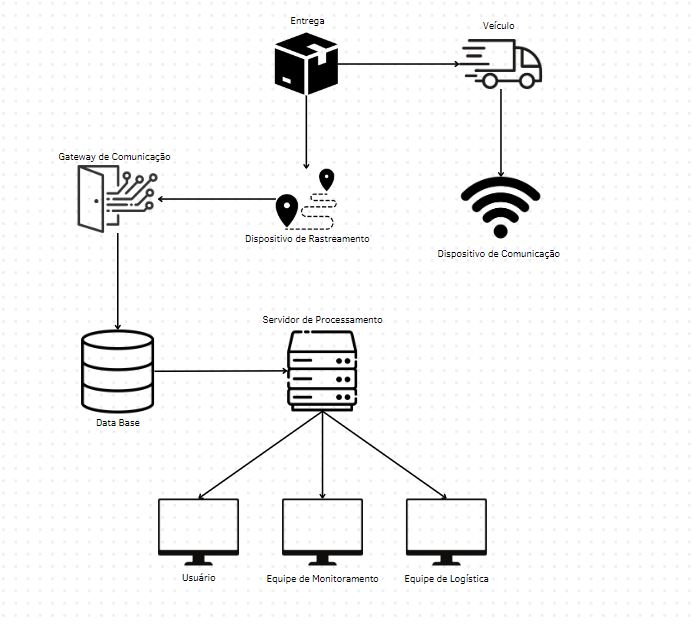 Entrega
Veículo
Gateway de Comunicação
Dispositivo de Rastreamento
Dispositivo de Comunicação
Servidor de Processamento
Data Base
Usuário
Equipe de Monitoramento
Equipe de Logística